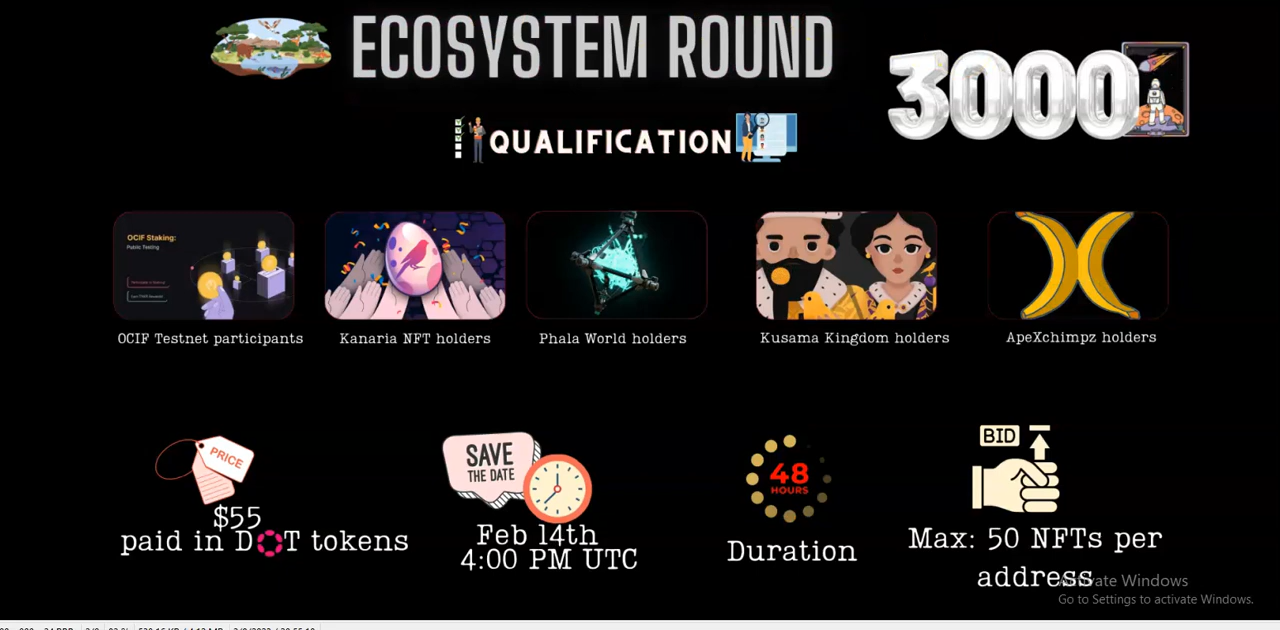 ECOSYSTEM ROUND
3000
QUALIFICATION
OCIF Staking:
Public Testing
OCIF Testnet participants
Kanaria NFT holders
Phala World holders
Kusama Kingdom holders
ApeXchimpz holders
PRICE
$55
paid in DOT tokens
SAVE
THE DATE
Feb 14th
4:00 PM UTC
48
HOURS
Duration
BID
Max: 50 NFTs per
address
Activate Windows
Go to Settings to activate Windows.